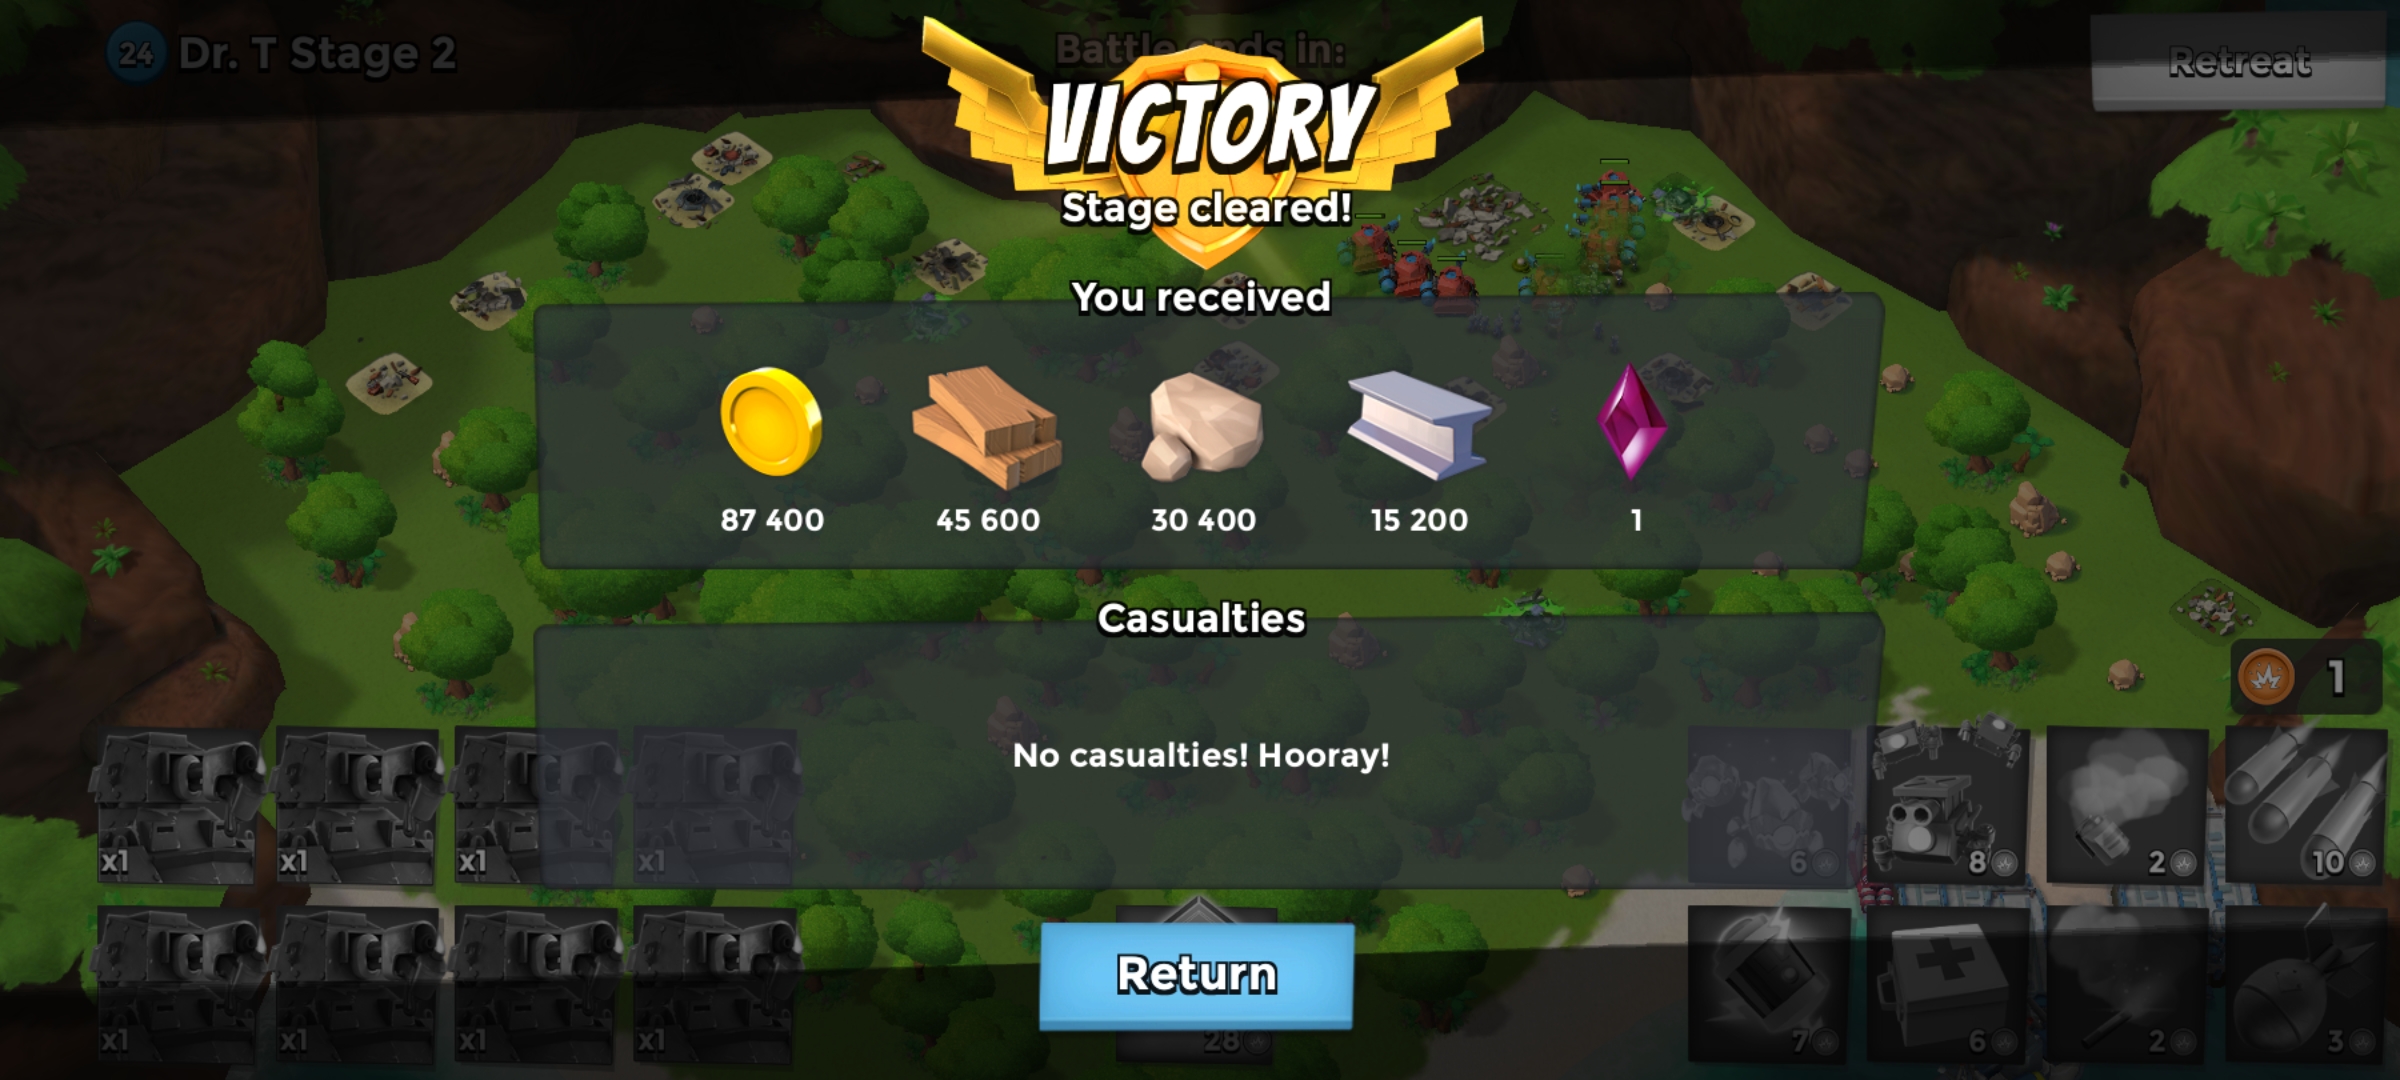 24 Dr. T Stage 2
Battle ends in:
Retreat
VICTORY
Stage cleared!
You received
87 400
45 600
30 400
15 200
1
Casualties
1
No casualties! Hooray!
x1
x1
x1
x1
6
8
2
10
Return
x1
x1
x1
x1
28
7
6
2
3